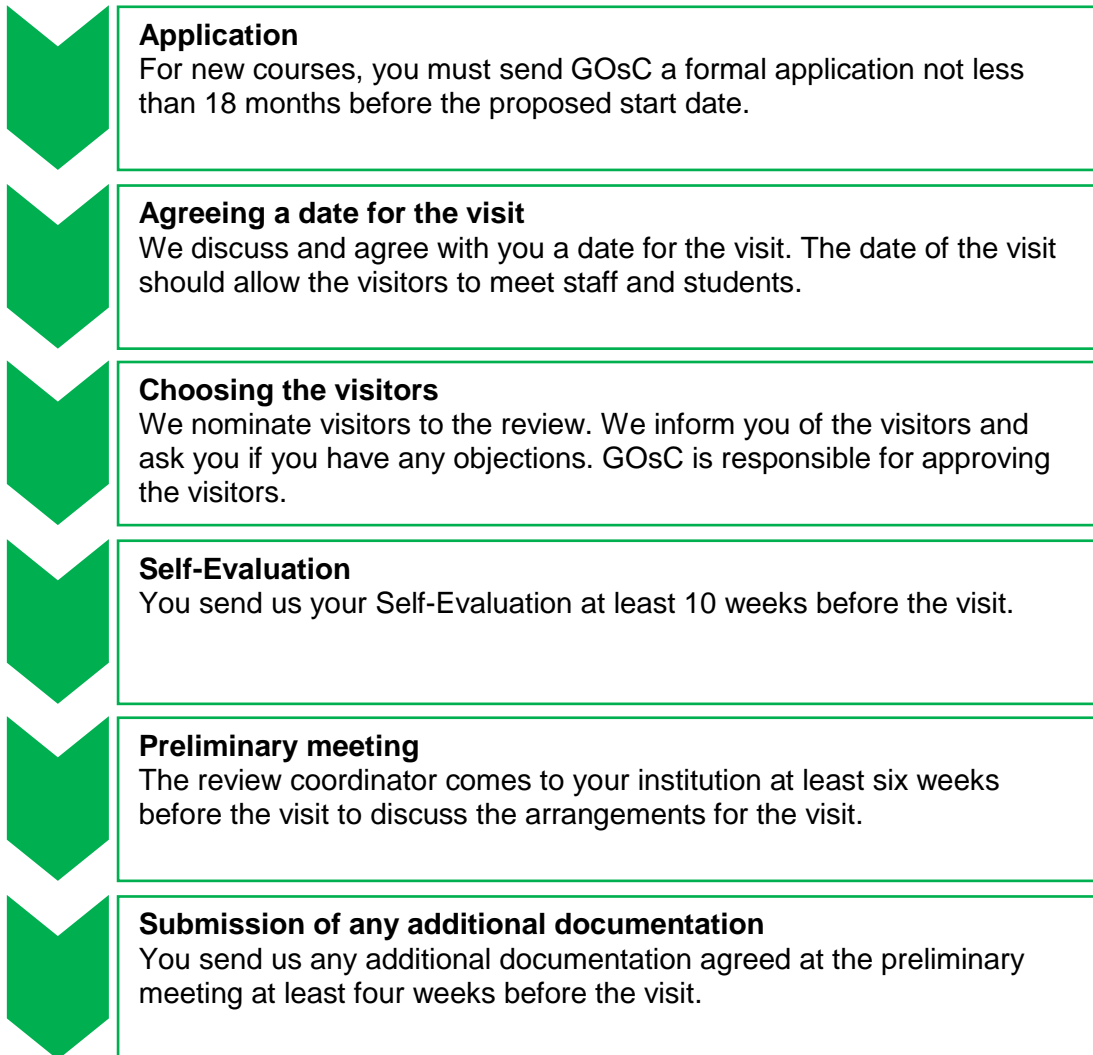 Application
For new courses, you must send GOsC a formal application not less
than 18 months before the proposed start date.
Agreeing a date for the visit
We discuss and agree with you a date for the visit. The date of the visit
should allow the visitors to meet staff and students.
Choosing the visitors
We nominate visitors to the review. We inform you of the visitors and
ask you if you have any objections. GOsC is responsible for approving
the visitors.
Self-Evaluation
You send us your Self-Evaluation at least 10 weeks before the visit.
Preliminary meeting
The review coordinator comes to your institution at least six weeks
before the visit to discuss the arrangements for the visit.
Submission of any additional documentation
You send us any additional documentation agreed at the preliminary
meeting at least four weeks before the visit.